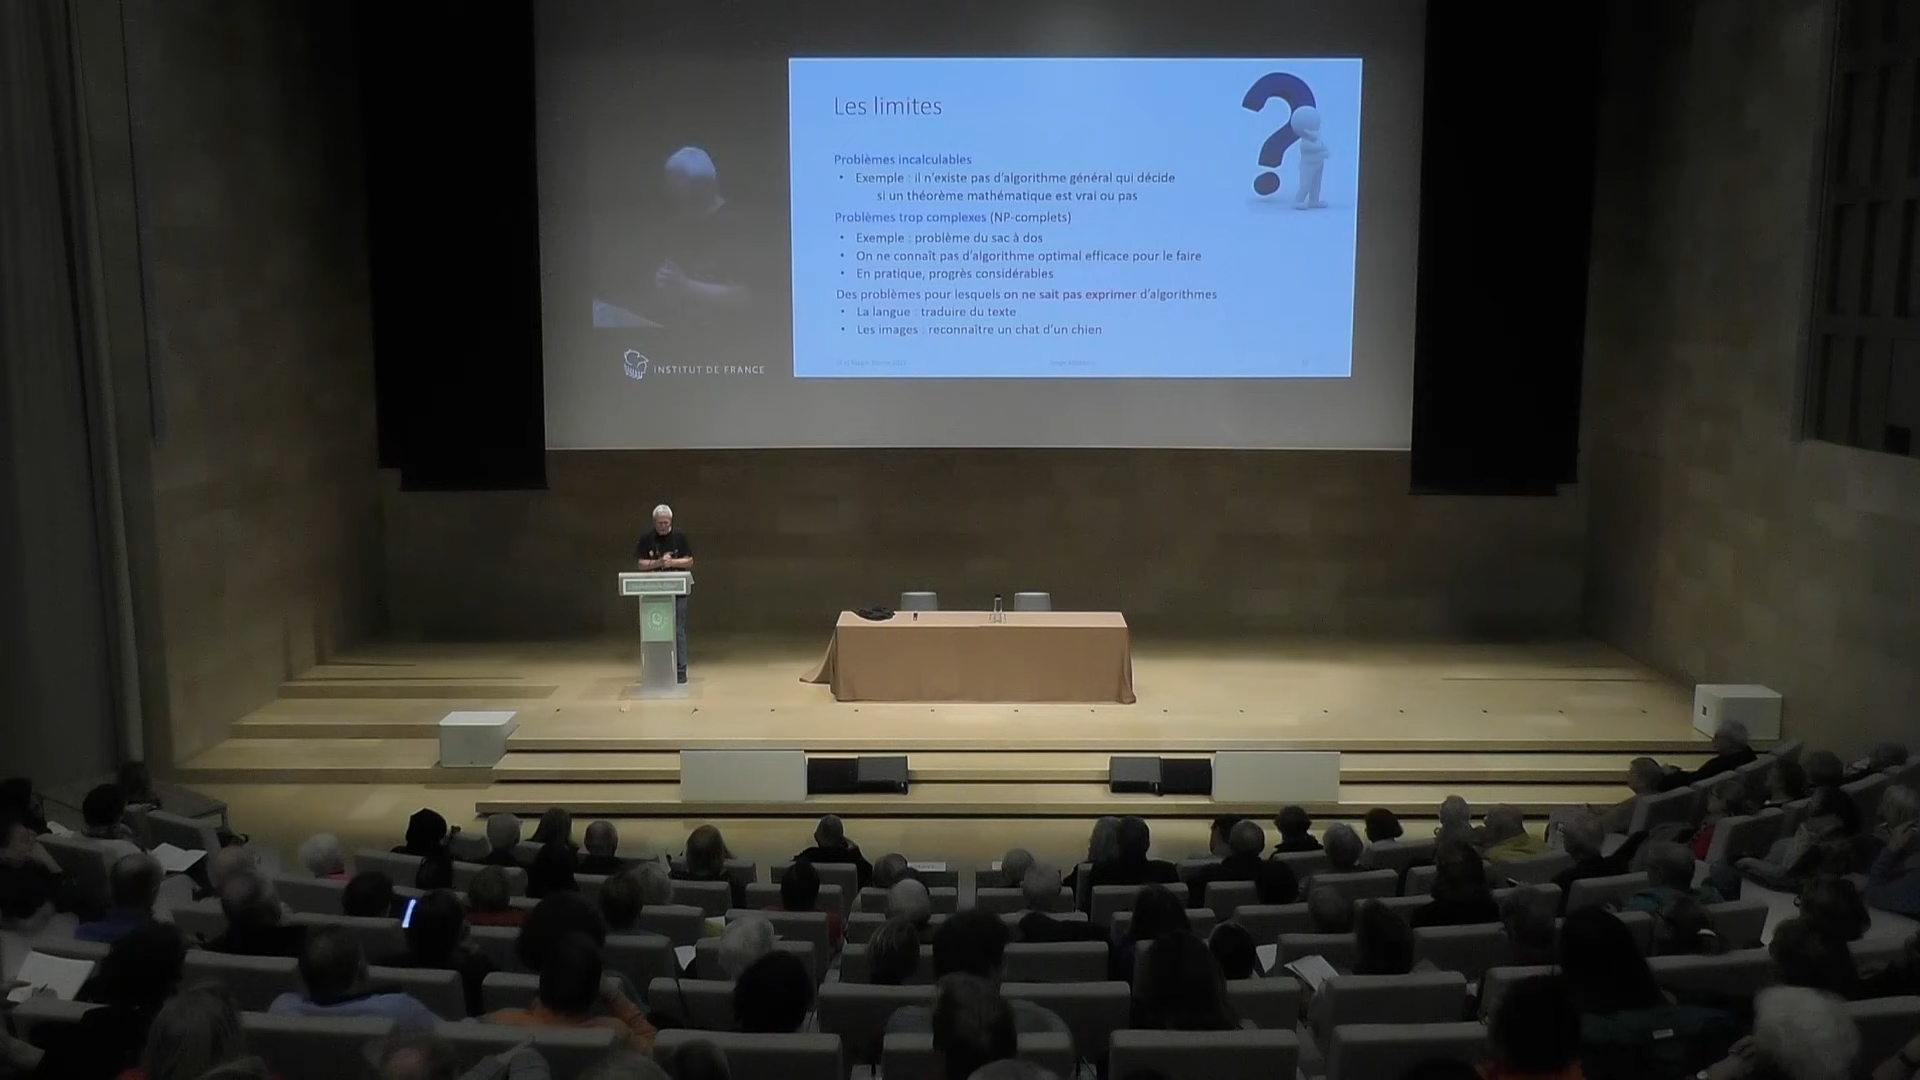 Les limites
Problèmes incalculables
• Exemple : il n'existe pas d'algorithme général qui décide
si un théorème mathématique est vrai ou pas
Problèmes trop complexes (NP-complets)
• Exemple : problème du sac à dos
• On ne connaît pas d'algorithme optimal efficace pour le faire
• En pratique, progrès considérables
Des problèmes pour lesquels on ne sait pas exprimer d'algorithmes
• La langue : traduire du texte
• Les images : reconnaître un chat d'un chien
INSTITUT DE FRANCE